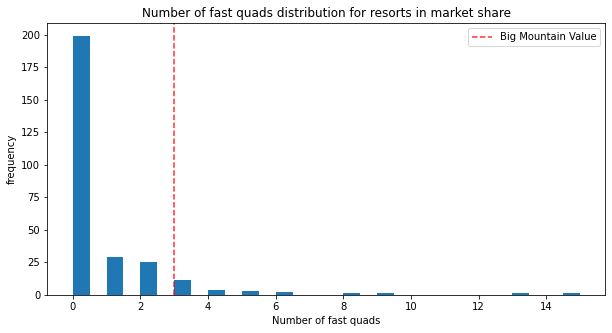 Number of fast quads distribution for resorts in market share
Big Mountain Value
frequency
200
175
150
125
100
75
50
25
0
0 2 4 6 8 10 12 14
Number of fast quads